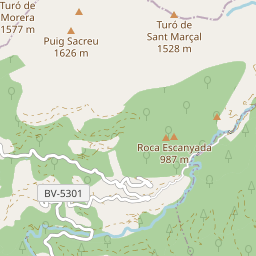 Turó de
Morera
1577 m
Puig Sacreu
1626 m
Turó de
Sant Marçal
1528 m
Roca Escanyada
987 m
BV-5301